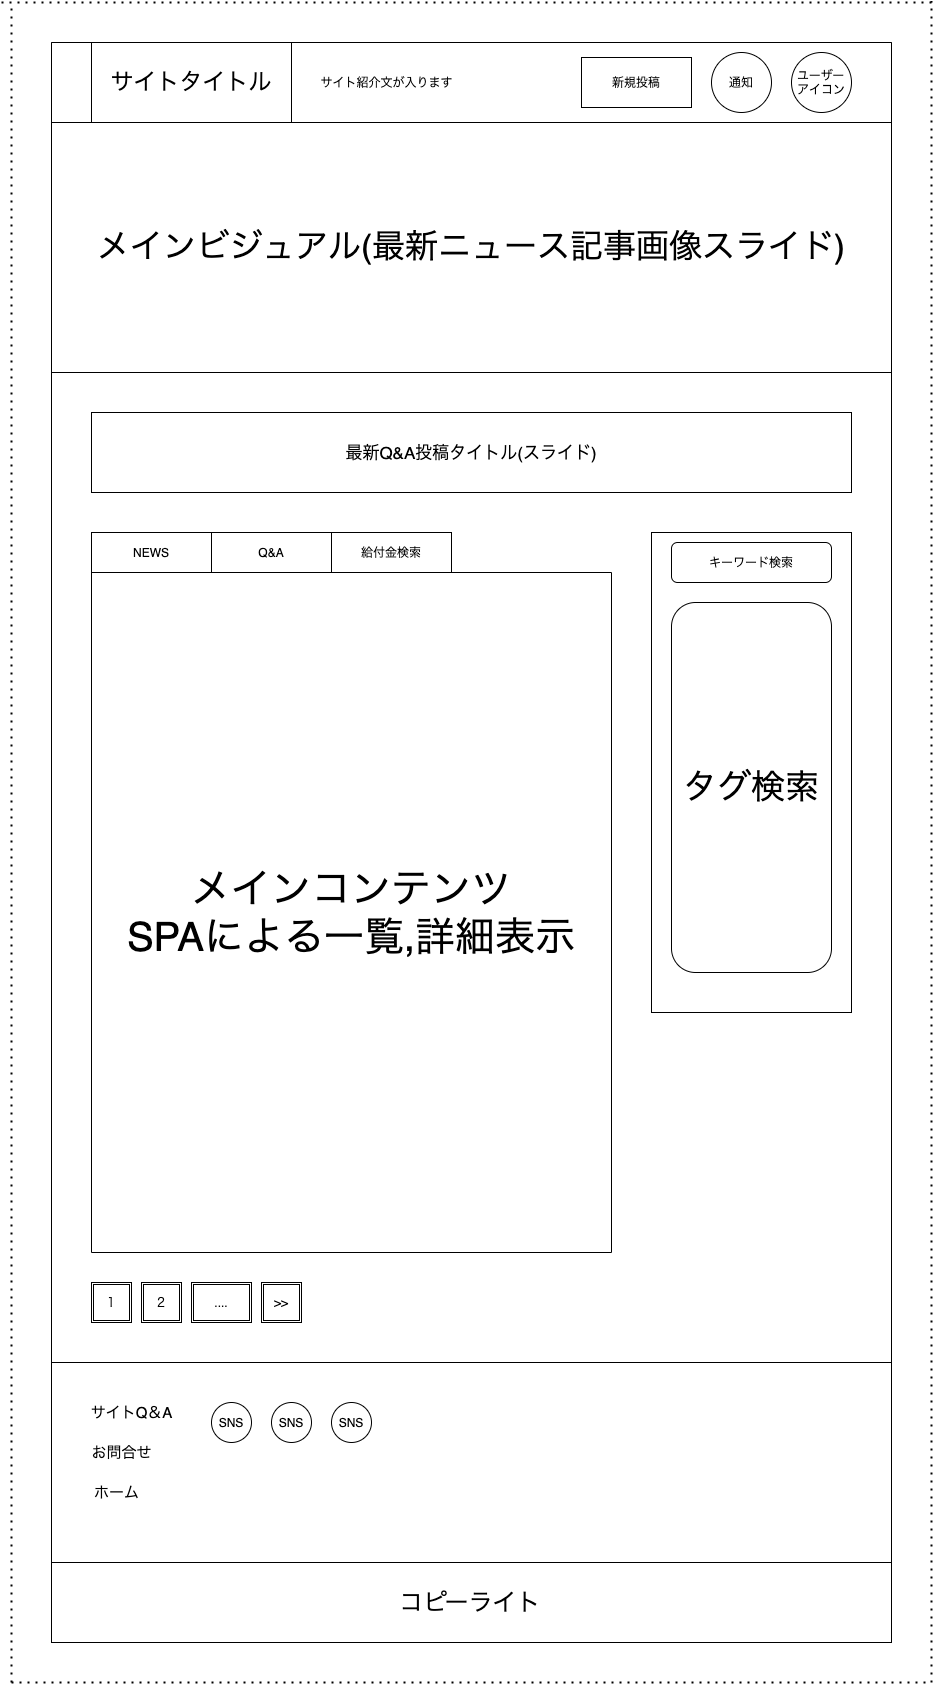 サイトタイトル
サイト紹介文が入ります
新規投稿
通知
ユーザー
アイコン
メインビジュアル(最新ニュース記事画像スライド)
最新Q&A投稿タイトル(スライド)
NEWS
Q&A
給付金検索
キーワード検索
タグ検索
メインコンテンツ
SPAによる一覧,詳細表示
1
2
....
>>
サイトQ＆A
SNS
SNS
SNS
お問合せ
ホーム
コピーライト